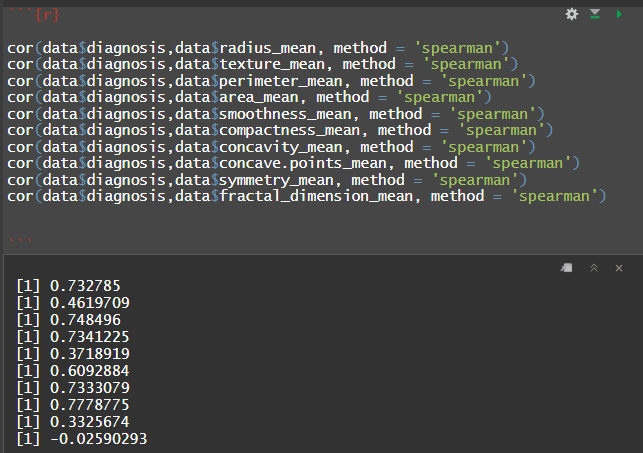 ```{r}
cor(data$diagnosis,data$radius_mean, method = 'spearman')
cor(data$diagnosis,data$texture_mean, method = 'spearman')
cor(data$diagnosis,data$perimeter_mean, method = 'spearman')
cor(data$diagnosis,data$area_mean, method = 'spearman')
cor(data$diagnosis,data$smoothness_mean, method = 'spearman')
cor(data$diagnosis,data$compactness_mean, method = 'spearman')
cor(data$diagnosis,data$concavity_mean, method = 'spearman')
cor(data$diagnosis,data$concave.points_mean, method = 'spearman')
cor(data$diagnosis,data$symmetry_mean, method = 'spearman')
cor(data$diagnosis,data$fractal_dimension_mean, method = 'spearman')
```
[1] 0.732785
[1] 0.4619709
[1] 0.748496
[1] 0.7341225
[1] 0.3718919
[1] 0.6092884
[1] 0.7333079
[1] 0.7778775
[1] 0.3325674
[1] -0.02590293